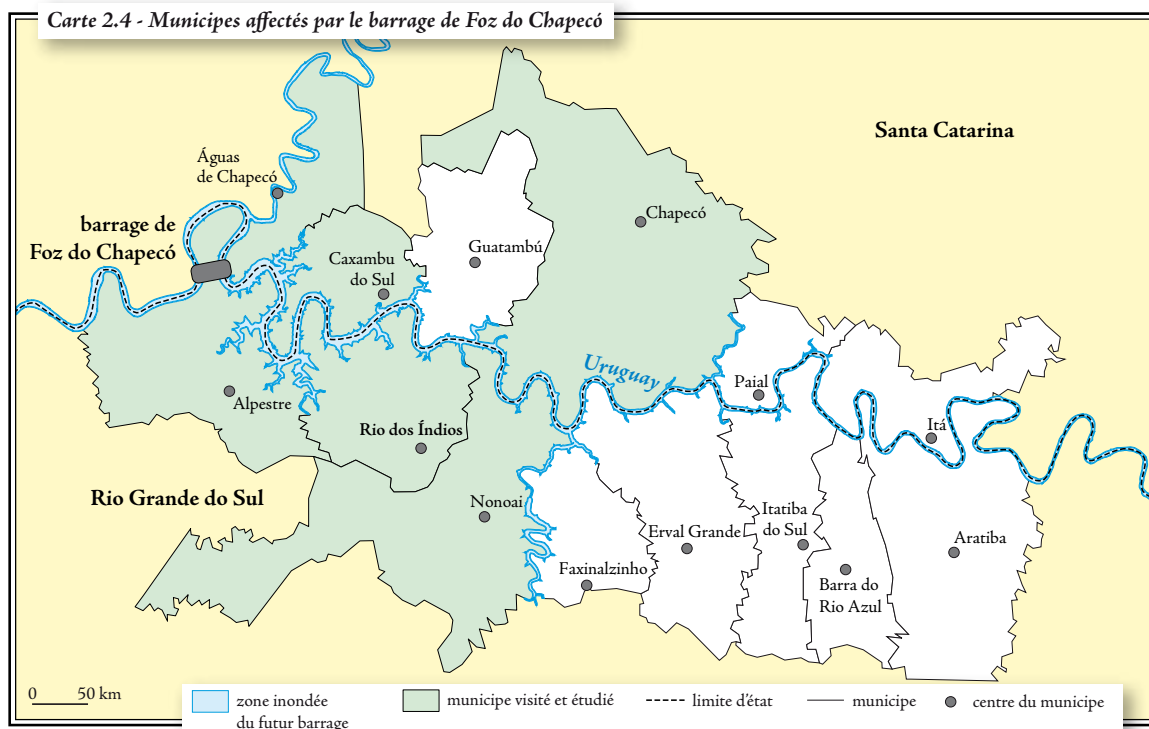 Carte 2.4 - Municipes affectés par le barrage de Foz do Chapecó
Santa Catarina
Águas
de Chapecó
Chapecó
barrage de
Foz do Chapecó
Guatambú
Caxambu
do Sul
Uruguay
Paial
Alpestre
Itá
Rio dos Índios
Rio Grande do Sul
Nonoai
Itatiba
do Sul
Erval Grande
Aratiba
Faxinalzinho
Barra do
Rio Azul
0 50 km
zone inondée
du futur barrage
municipe visité et étudié
limite d'état
municipe
centre du municipe